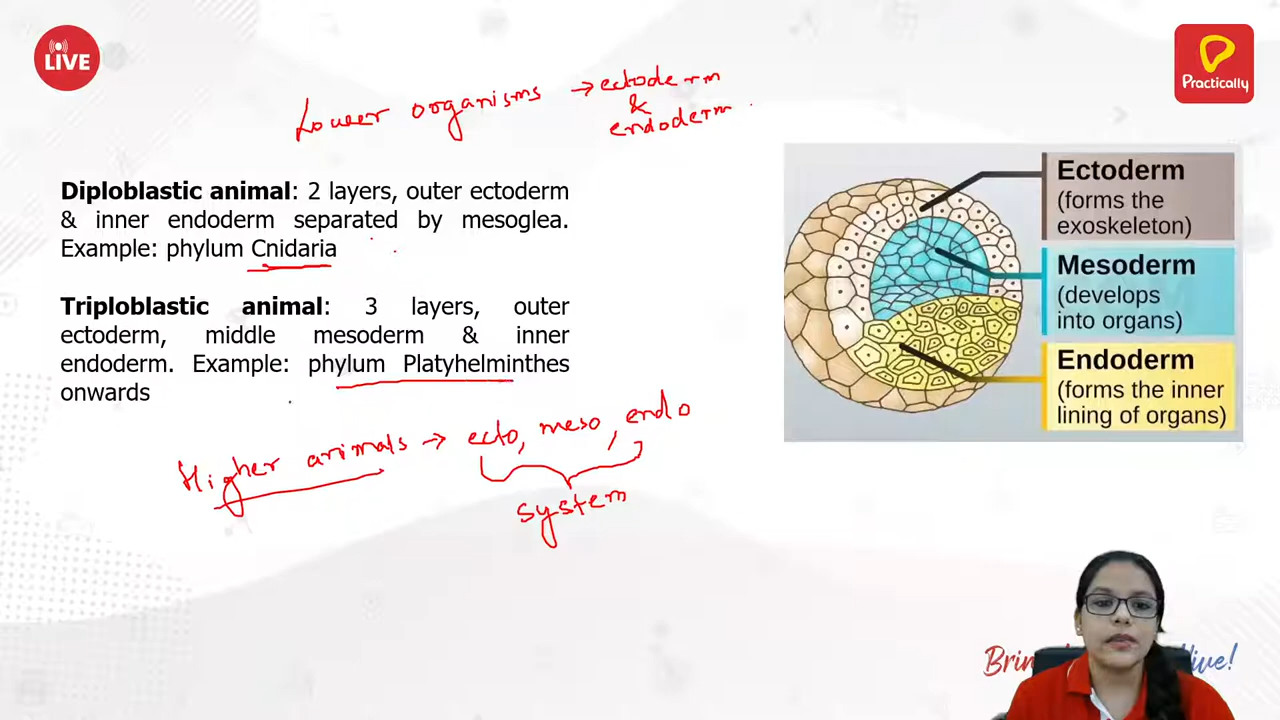 LIVE
Practically
Lower organisms → ectoderm
&
endoderm
Diploblastic animal: 2 layers, outer ectoderm
& inner endoderm separated by mesoglea.
Example: phylum Cnidaria
Triploblastic animal: 3 layers, outer
ectoderm, middle mesoderm & inner
endoderm. Example: phylum Platyhelminthes
onwards
Higher animals → ecto, meso, endo
system
Ectoderm
(forms the
exoskeleton)
Mesoderm
(develops
into organs)
Endoderm
(forms the inner
lining of organs)